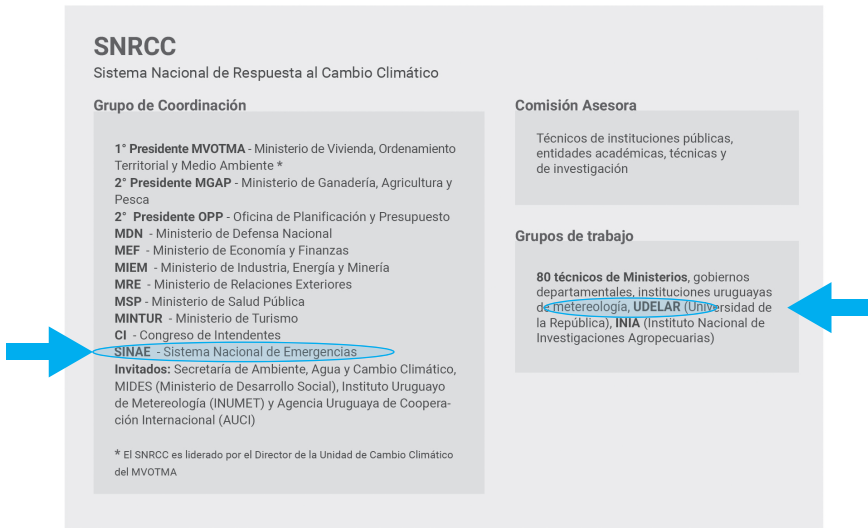 SNRCC
Sistema Nacional de Respuesta al Cambio Climático
Grupo de Coordinación
1° Presidente MVOTMA - Ministerio de Vivienda, Ordenamiento
Territorial y Medio Ambiente *
2° Presidente MGAP - Ministerio de Ganadería, Agricultura y
Pesca
2° Presidente OPP - Oficina de Planificación y Presupuesto
MDN - Ministerio de Defensa Nacional
MEF - Ministerio de Economía y Finanzas
MIEM - Ministerio de Industria, Energía y Minería
MRE - Ministerio de Relaciones Exteriores
MSP - Ministerio de Salud Pública
MINTUR - Ministerio de Turismo
CI - Congreso de Intendentes
SINAE - Sistema Nacional de Emergencias
Invitados: Secretaría de Ambiente, Agua y Cambio Climático,
MIDES (Ministerio de Desarrollo Social), Instituto Uruguayo
de Metereología (INUMET) y Agencia Uruguaya de Coopera-
ción Internacional (AUCI)
* El SNRCC es liderado por el Director de la Unidad de Cambio Climático
del MVOTMA
Comisión Asesora
Técnicos de instituciones públicas,
entidades académicas, técnicas y
de investigación
Grupos de trabajo
80 técnicos de Ministerios, gobiernos
departamentales, instituciones uruguayas
de metereología, UDELAR (Universidad de
la República), INIA (Instituto Nacional de
Investigaciones Agropecuarias)